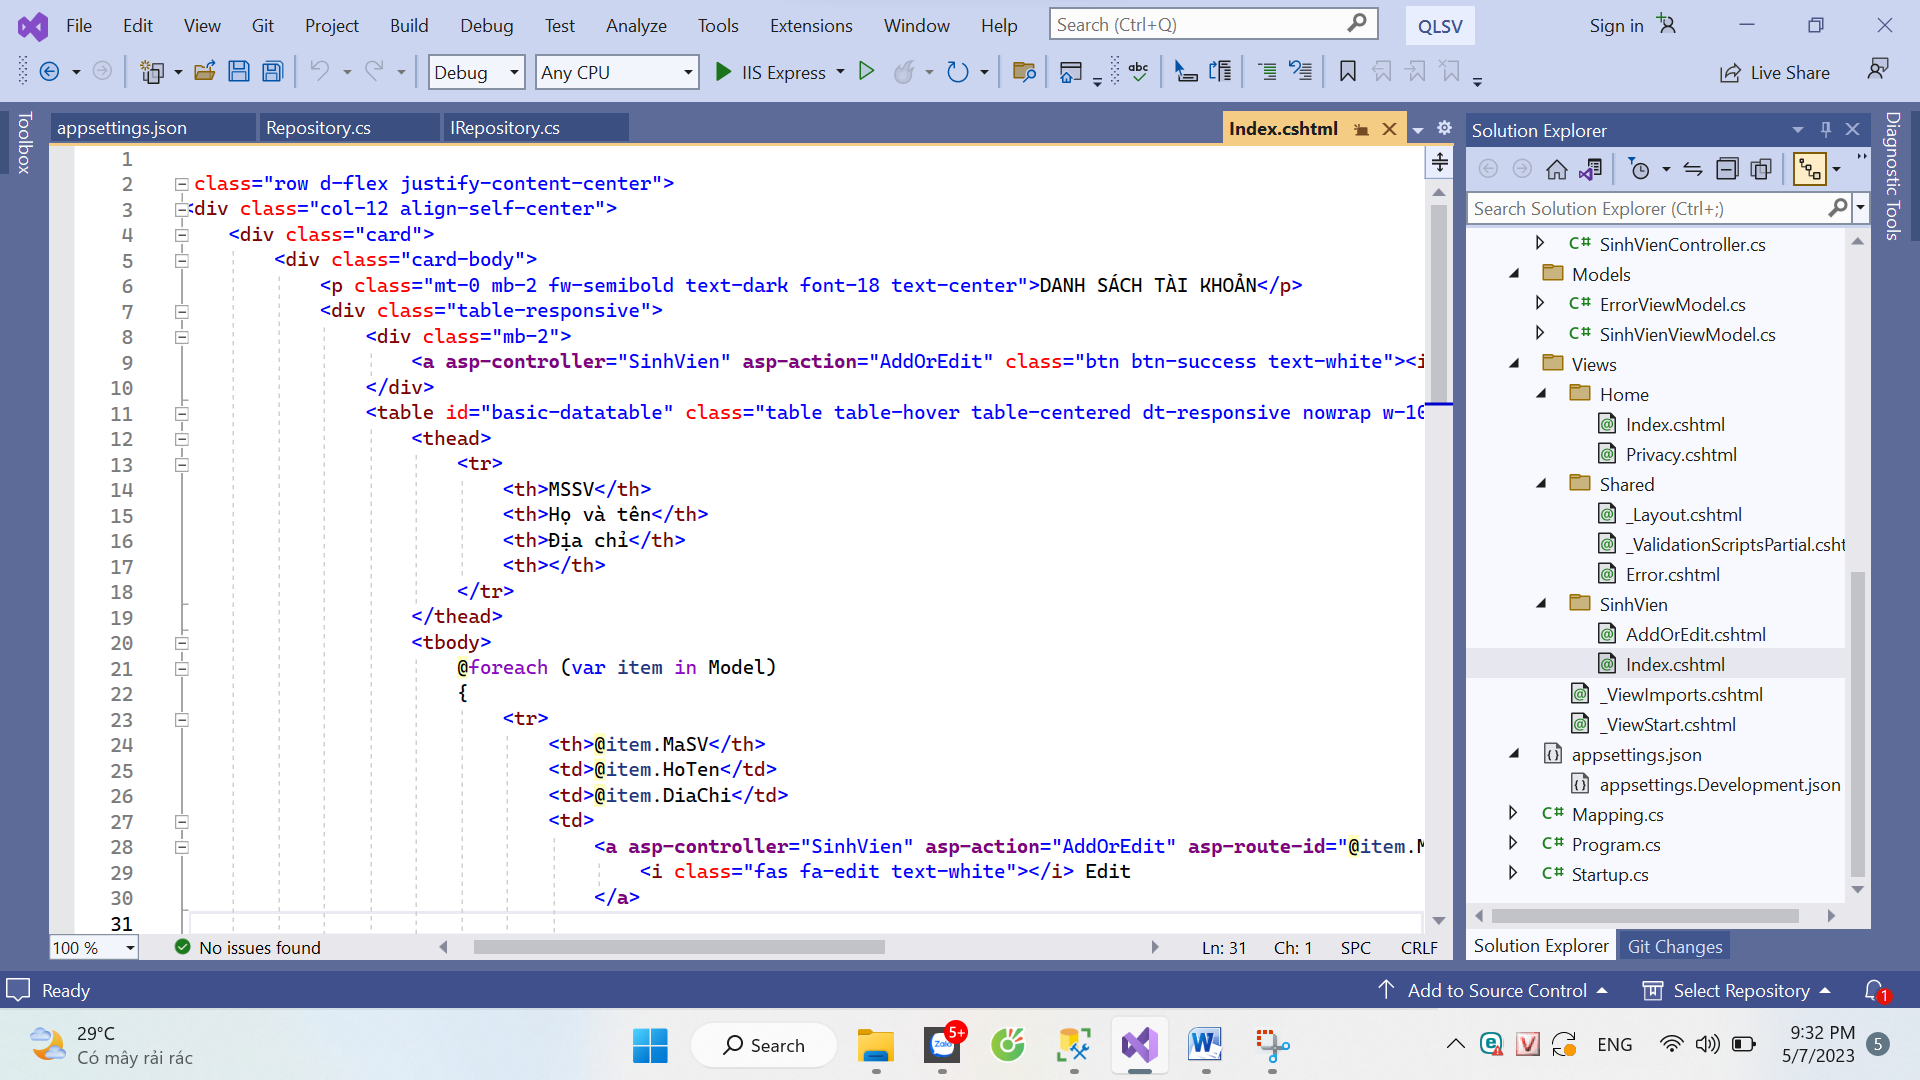 File Edit View Git Project Build Debug Test Analyze Tools Extensions Window Help Search (Ctrl+Q) QLSV Sign in
Debug Any CPU IIS Express Live Share
Toolbox
appsettings.json Repository.cs IRepository.cs Index.cshtml
1
2 class="row d-flex justify-content-center">
3 <div class="col-12 align-self-center">
4 <div class="card">
5 <div class="card-body">
6 <p class="mt-0 mb-2 fw-semibold text-dark font-18 text-center">DANH SÁCH TÀI KHOẢN</p>
7 <div class="table-responsive">
8 <div class="mb-2">
9 <a asp-controller="SinhVien" asp-action="AddOrEdit" class="btn btn-success text-white"><i
10 </div>
11 <table id="basic-datatable" class="table table-hover table-centered dt-responsive nowrap w-10
12 <thead>
13 <tr>
14 <th>MSSV</th>
15 <th>Họ và tên</th>
16 <th>Địa chỉ</th>
17 <th></th>
18 </tr>
19 </thead>
20 <tbody>
21 @foreach (var item in Model)
22 {
23 <tr>
24 <th>@item.MaSV</th>
25 <td>@item.HoTen</td>
26 <td>@item.DiaChi</td>
27 <td>
28 <a asp-controller="SinhVien" asp-action="AddOrEdit" asp-route-id="@item.M
29 <i class="fas fa-edit text-white"></i> Edit
30 </a>
31
100 % No issues found Ln: 31 Ch: 1 SPC CRLF
Solution Explorer
Search Solution Explorer (Ctrl+;)
C# SinhVienController.cs
Models
C# ErrorViewModel.cs
C# SinhVienViewModel.cs
Views
Home
Index.cshtml
Privacy.cshtml
Shared
_Layout.cshtml
_ValidationScriptsPartial.csht
Error.cshtml
SinhVien
AddOrEdit.cshtml
Index.cshtml
_ViewImports.cshtml
_ViewStart.cshtml
appsettings.json
appsettings.Development.json
C# Mapping.cs
C# Program.cs
C# Startup.cs
Solution Explorer Git Changes
Diagnostic Tools
Ready Add to Source Control Select Repository 1
29°C
Có mây rải rác
Search
Zalo 5+
ENG
9:32 PM
5/7/2023
5